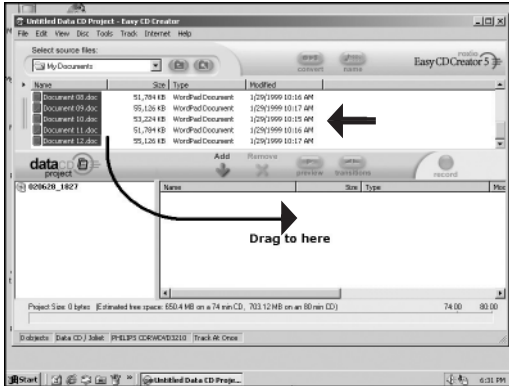 Untitled Data CD Project - Easy CD Creator
File Edit View Disc Tools Track Internet Help
Select source files:
My Documents
convert name
roxio
Easy CD Creator 5
Name Size Type Modified
Document 08.doc 51,784 KB WordPad Document 1/29/1999 10:16 AM
Document 09.doc 55,126 KB WordPad Document 1/29/1999 10:17 AM
Document 10.doc 53,224 KB WordPad Document 1/29/1999 10:15 AM
Document 11.doc 51,784 KB WordPad Document 1/29/1999 10:16 AM
Document 12.doc 55,126 KB WordPad Document 1/29/1999 10:17 AM
data CD
project
Add Remove
preview transitions record
020628_1827
Name Size Type Moc
Drag to here
Project Size: 0 bytes (Estimated free space: 650.4 MB on a 74 min CD, 703.12 MB on an 80 min CD) 74.00 80.00
0 objects Data CD / Joliet PHILIPS CDRWDVD3210 Track At Once
Start Untitled Data CD Proje... 6:31 PM